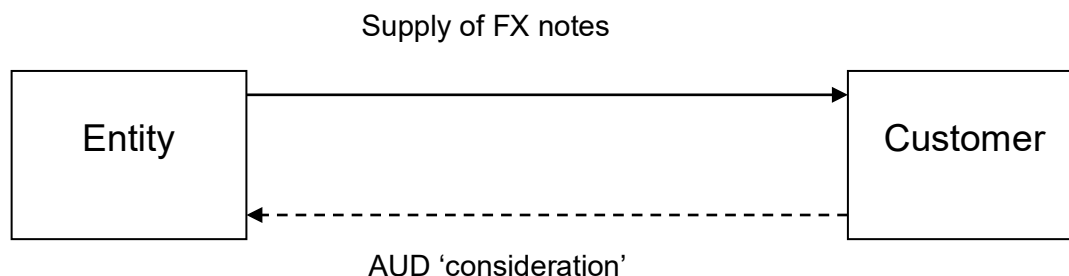 Supply of FX notes
Entity
Customer
AUD ‘consideration’